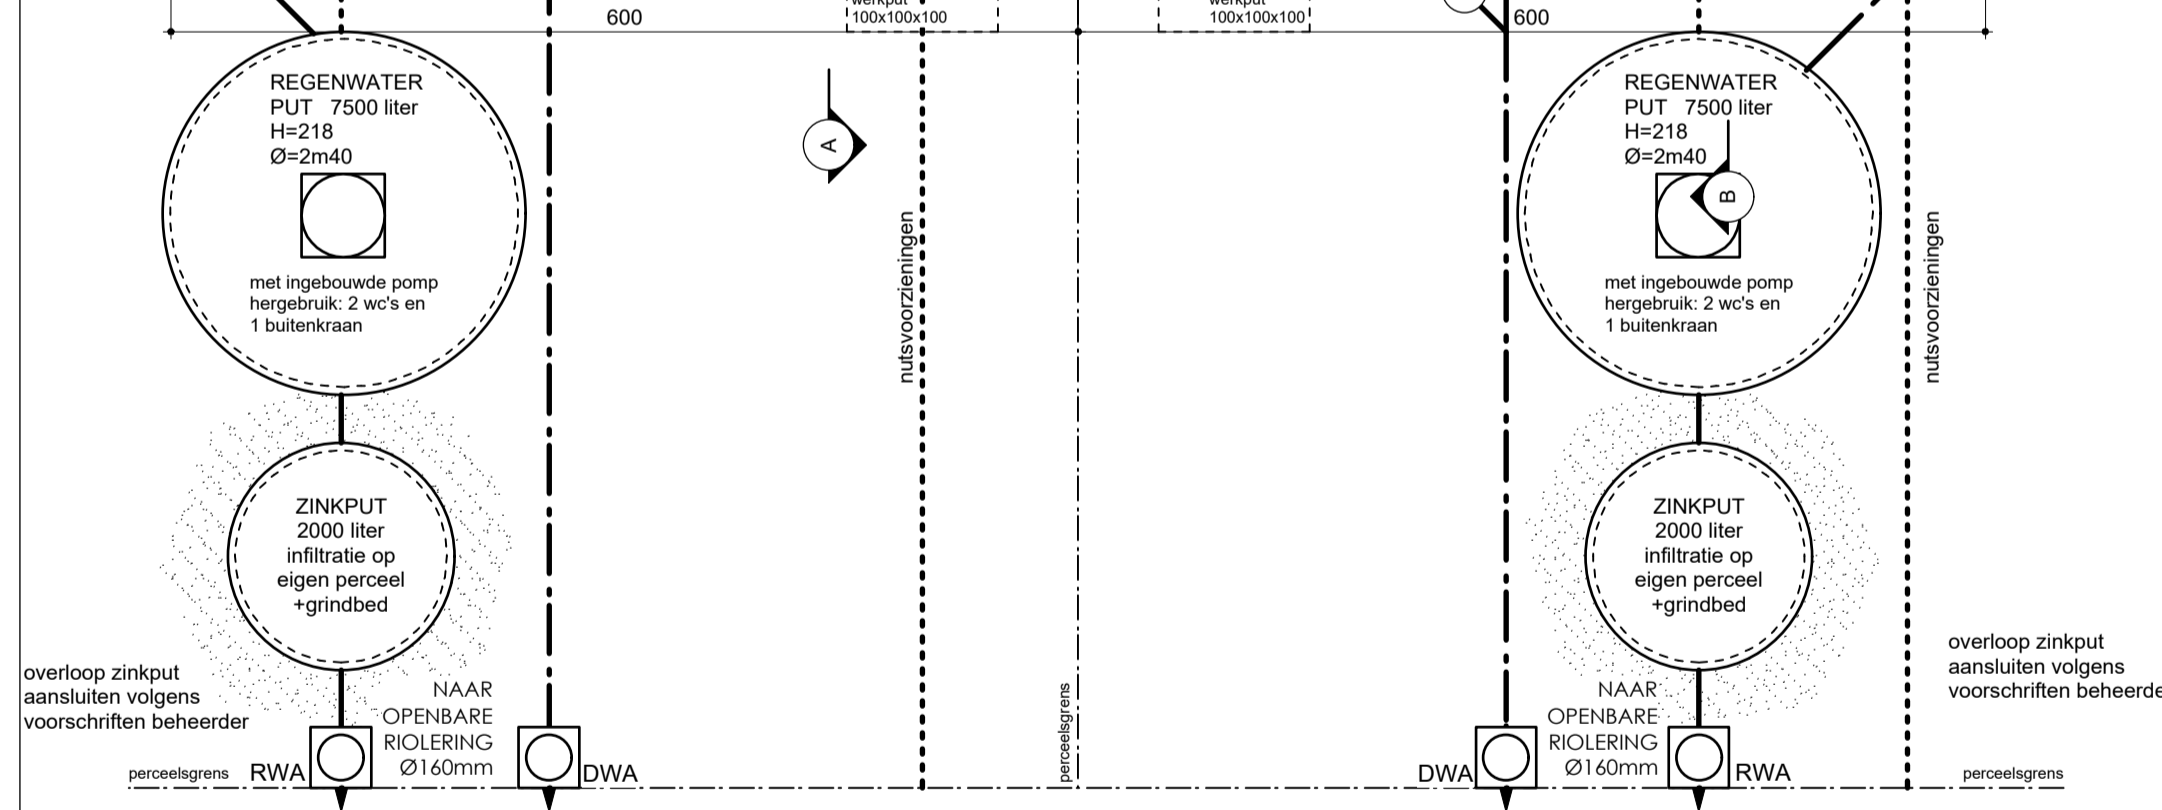 werkput
100x100x100
werkput
100x100x100
600
600
REGENWATER
PUT 7500 liter
H=218
Ø=2m40
met ingebouwde pomp
hergebruik: 2 wc's en
1 buitenkraan
A
nutsvoorzieningen
REGENWATER
PUT 7500 liter
H=218
Ø=2m40
B
met ingebouwde pomp
hergebruik: 2 wc's en
1 buitenkraan
nutsvoorzieningen
ZINKPUT
2000 liter
infiltratie op
eigen perceel
+grindbed
ZINKPUT
2000 liter
infiltratie op
eigen perceel
+grindbed
overloop zinkput
aansluiten volgens
voorschriften beheerder
NAAR
OPENBARE
RIOLERING
Ø160mm
perceelsgrens
RWA
DWA
perceelsgrens
NAAR
OPENBARE
RIOLERING
Ø160mm
DWA
RWA
overloop zinkput
aansluiten volgens
voorschriften beheerde
perceelsgrens